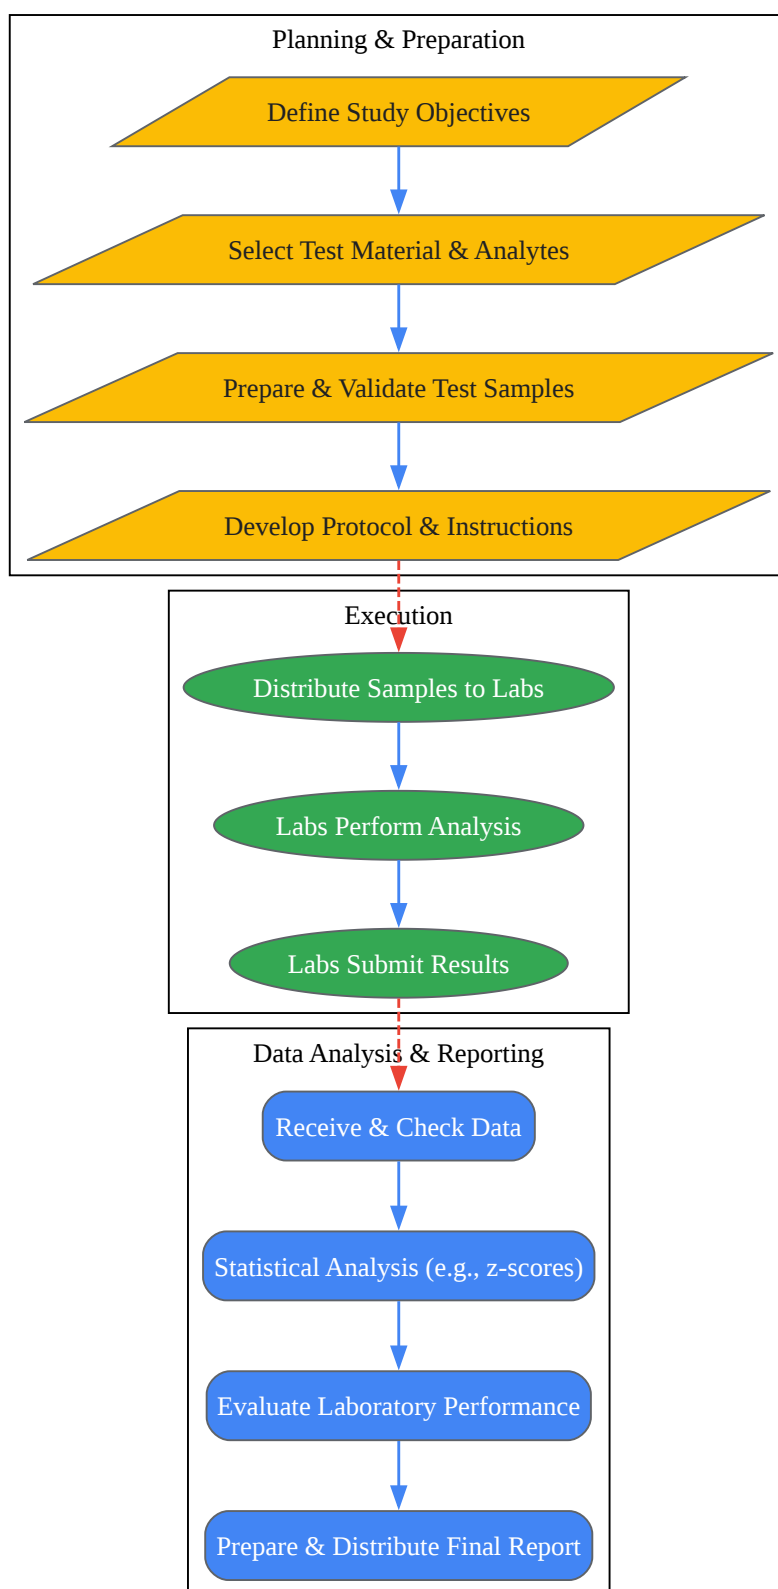 Planning & Preparation
Define Study Objectives
Select Test Material & Analytes
Prepare & Validate Test Samples
Develop Protocol & Instructions
Execution
Distribute Samples to Labs
Labs Perform Analysis
Labs Submit Results
Data Analysis & Reporting
Receive & Check Data
Statistical Analysis (e.g., z-scores)
Evaluate Laboratory Performance
Prepare & Distribute Final Report